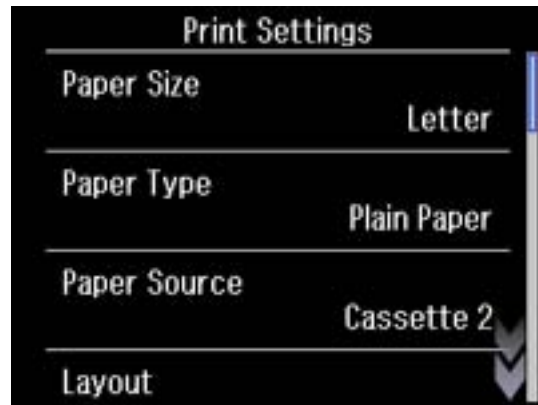 Print Settings
Paper Size
Letter
Paper Type
Plain Paper
Paper Source
Cassette 2
Layout